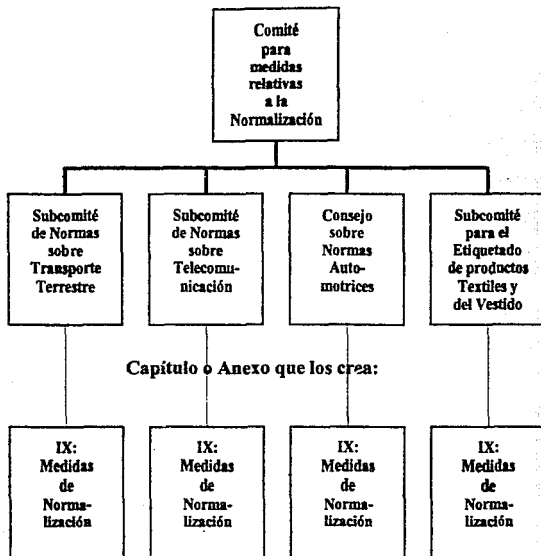 Comité
para
medidas
relativas
a la
Normalización
Subcomité
de Normas
sobre
Transporte
Terrestre
Subcomité
de Normas
sobre
Telecomu-
nicación
Consejo
sobre
Normas
Auto-
motrices
Subcomité
para el
Etiquetado
de productos
Textiles y
del Vestido
Capítulo o Anexo que los crea:
IX:
Medidas
de
Norma-
lización
IX:
Medidas
de
Norma-
lización
IX:
Medidas
de
Norma-
lización
IX:
Medidas
de
Norma-
lización